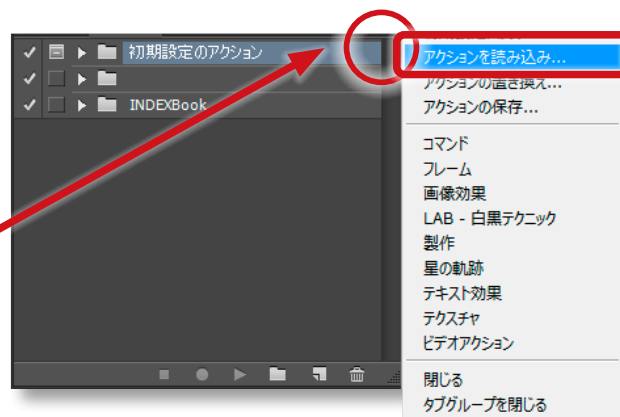 初期設定のアクション
INDEXBook
アクションを読み込み...
アクションの置き換え...
アクションの保存...
コマンド
フレーム
画像効果
LAB - 白黒テクニック
製作
星の軌跡
テキスト効果
テクスチャ
ビデオアクション
閉じる
タブグループを閉じる